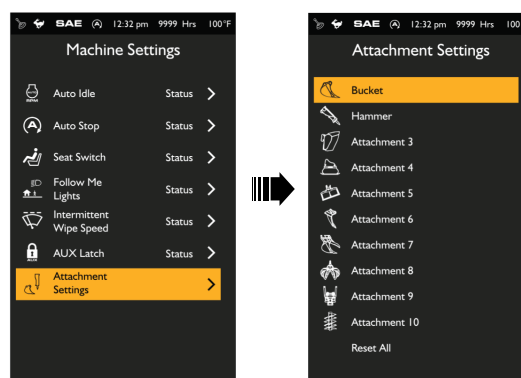 SAE A 12:32 pm 9999 Hrs 100°F
Machine Settings
Auto Idle Status
Auto Stop Status
Seat Switch Status
Follow Me
Lights Status
Intermittent
Wipe Speed Status
AUX Latch Status
Attachment
Settings
SAE A 12:32 pm 9999 Hrs 100
Attachment Settings
Bucket
Hammer
Attachment 3
Attachment 4
Attachment 5
Attachment 6
Attachment 7
Attachment 8
Attachment 9
Attachment 10
Reset All